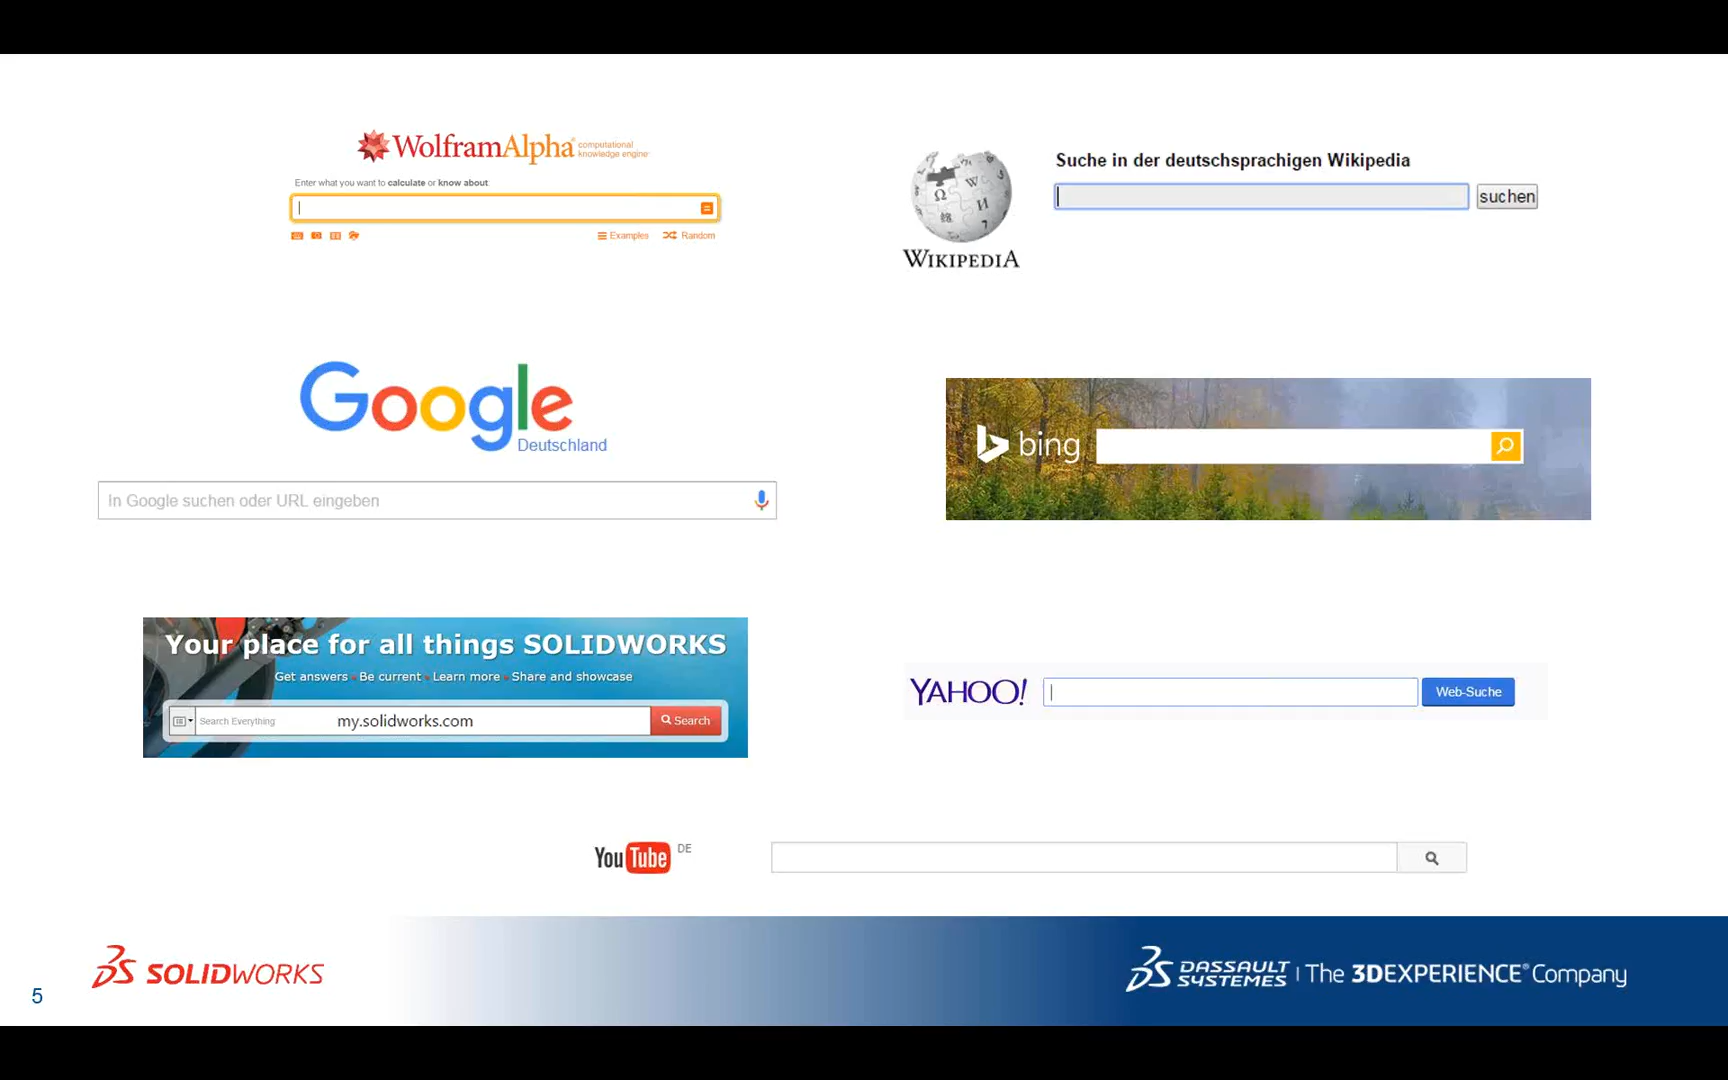 WolframAlpha computational knowledge engine
Enter what you want to calculate or know about
Examples Random
Suche in der deutschsprachigen Wikipedia
suchen
WIKIPEDIA
Google
Deutschland
In Google suchen oder URL eingeben
bing
Your place for all things SOLIDWORKS
Get answers • Be current • Learn more • Share and showcase
Search Everything my.solidworks.com Search
YAHOO! Web-Suche
YouTube DE
5
SOLIDWORKS
DASSAULT SYSTEMES | The 3DEXPERIENCE® Company